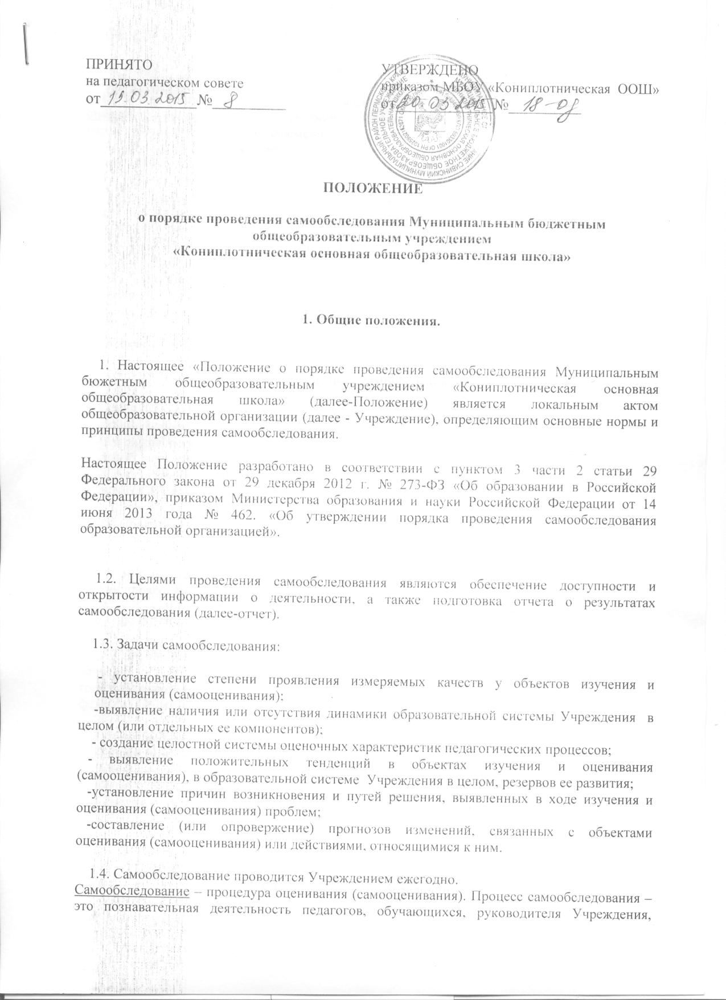 ПРИНЯТО
на педагогическом совете
от 19.03.2015 № 8
УТВЕРЖДЕНО
приказом МБОУ «Кониплотническая ООШ»
от 20.03.2015 № 18-од
ПОЛОЖЕНИЕ
о порядке проведения самообследования Муниципальным бюджетным
общеобразовательным учреждением
«Кониплотническая основная общеобразовательная школа»
1. Общие положения.
1. Настоящее «Положение о порядке проведения самообследования Муниципальным
бюжетным общеобразовательным учреждением «Кониплотническая основная
общеобразовательная школа» (далее-Положение) является локальным актом
общеобразовательной организации (далее - Учреждение), определяющим основные нормы и
принципы проведения самообследования.
Настоящее Положение разработано в соответствии с пунктом 3 части 2 статьи 29
Федерального закона от 29 декабря 2012 г. № 273-ФЗ «Об образовании в Российской
Федерации», приказом Министерства образования и науки Российской Федерации от 14
июня 2013 года № 462. «Об утверждении порядка проведения самообследования
образовательной организацией».
1.2. Целями проведения самообследования являются обеспечение доступности и
открытости информации о деятельности, а также подготовка отчета о результатах
самообследования (далее-отчет).
1.3. Задачи самообследования:
- установление степени проявления измеряемых качеств у объектов изучения и
оценивания (самооценивания);
-выявление наличия или отсутствия динамики образовательной системы Учреждения в
целом (или отдельных ее компонентов);
- создание целостной системы оценочных характеристик педагогических процессов;
- выявление положительных тенденций в объектах изучения и оценивания
(самооценивания), в образовательной системе Учреждения в целом, резервов ее развития;
-установление причин возникновения и путей решения, выявленных в ходе изучения и
оценивания (самооценивания) проблем;
-составление (или опровержение) прогнозов изменений, связанных с объектами
оценивания (самооценивания) или действиями, относящимися к ним.
1.4. Самообследование проводится Учреждением ежегодно.
Самообследование – процедура оценивания (самооценивания). Процесс самообследования –
это познавательная деятельность педагогов, обучающихся, руководителя Учреждения,